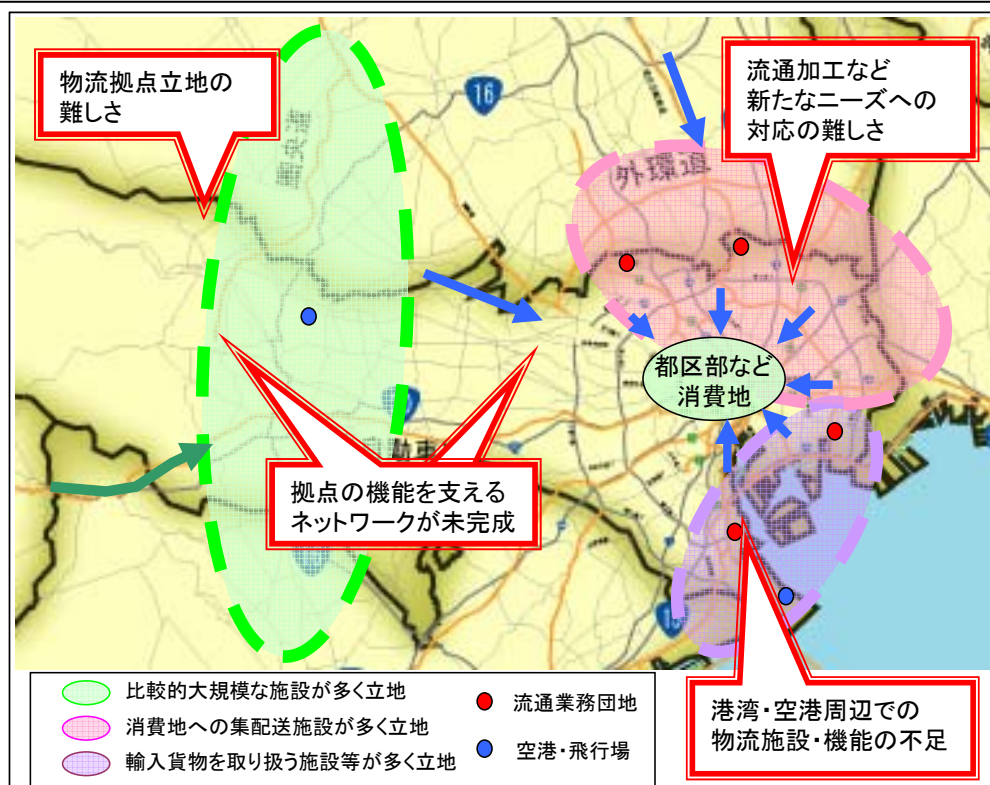 物流拠点立地の
難しさ
16
流通加工など
新たなニーズへの
対応の難しさ
外環道
都区部など
消費地
拠点の機能を支える
ネットワークが未完成
港湾・空港周辺での
物流施設・機能の不足
比較的大規模な施設が多く立地
消費地への集配送施設が多く立地
輸入貨物を取り扱う施設等が多く立地
流通業務団地
空港・飛行場